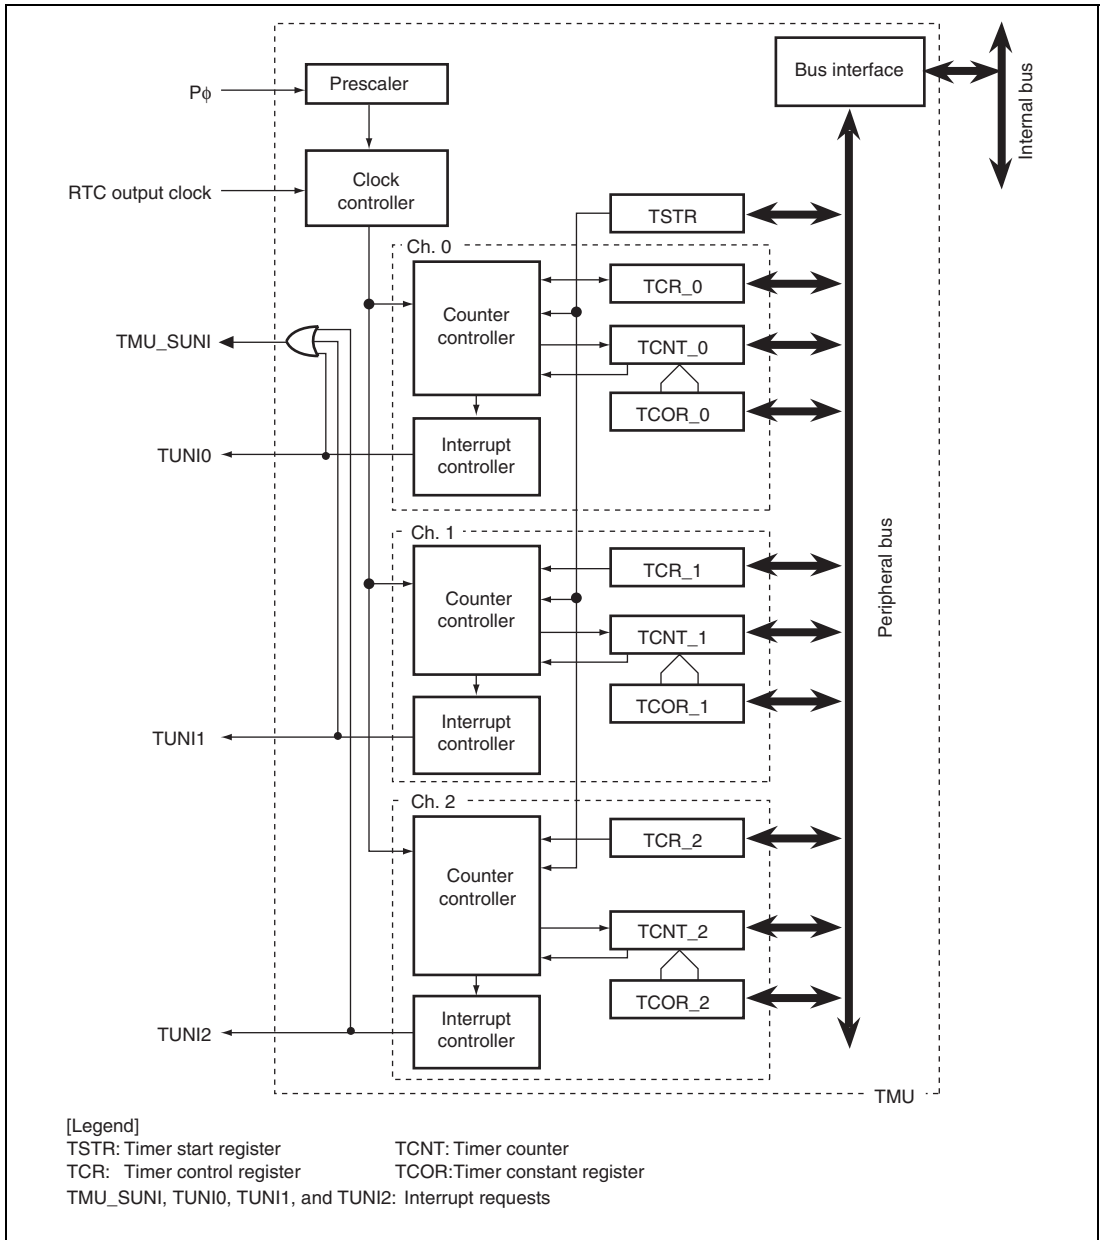 Pϕ
Prescaler
Bus interface
Internal bus
RTC output clock
Clock
controller
TSTR
Ch. 0
Counter
controller
TCR_0
TMU_SUNI
TCNT_0
TCOR_0
TUNI0
Interrupt
controller
Ch. 1
Counter
controller
TCR_1
TCNT_1
Peripheral bus
TCOR_1
TUNI1
Interrupt
controller
Ch. 2
Counter
controller
TCR_2
TCNT_2
TCOR_2
TUNI2
Interrupt
controller
TMU
[Legend]
TSTR: Timer start register TCNT: Timer counter
TCR: Timer control register TCOR:Timer constant register
TMU_SUNI, TUNI0, TUNI1, and TUNI2: Interrupt requests